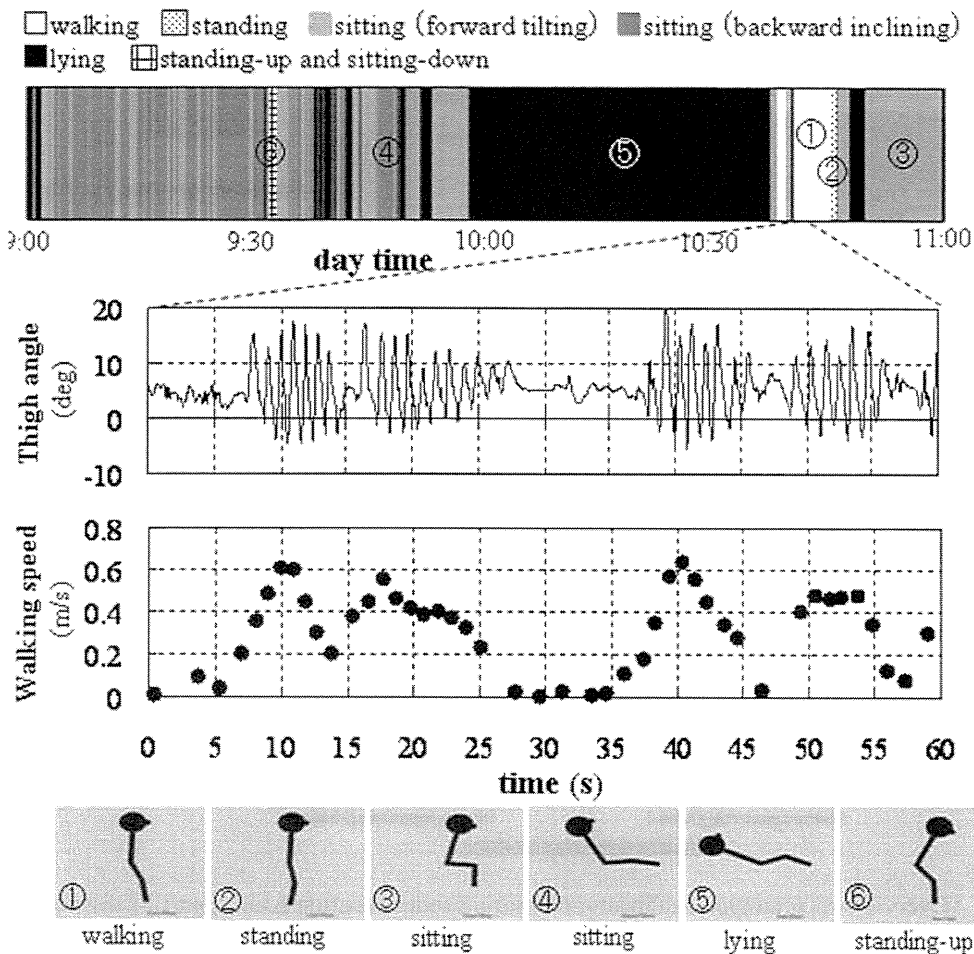 walking standing sitting (forward tilting) sitting (backward inclining)
lying standing-up and sitting-down
① ⑥ ④ ⑤ ② ③
9:00 9:30 10:00 10:30 11:00
day time
Thigh angle
(deg)
20
10
0
-10
Walking speed
(m/s)
0.8
0.6
0.4
0.2
0
0 5 10 15 20 25 30 35 40 45 50 55 60
time (s)
① ② ③ ④ ⑤ ⑥
walking standing sitting sitting lying standing-up